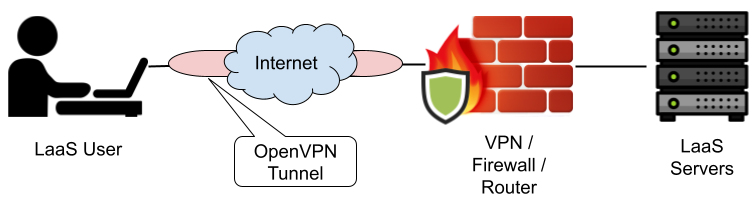 Internet
LaaS User
OpenVPN
Tunnel
VPN /
Firewall /
Router
LaaS
Servers